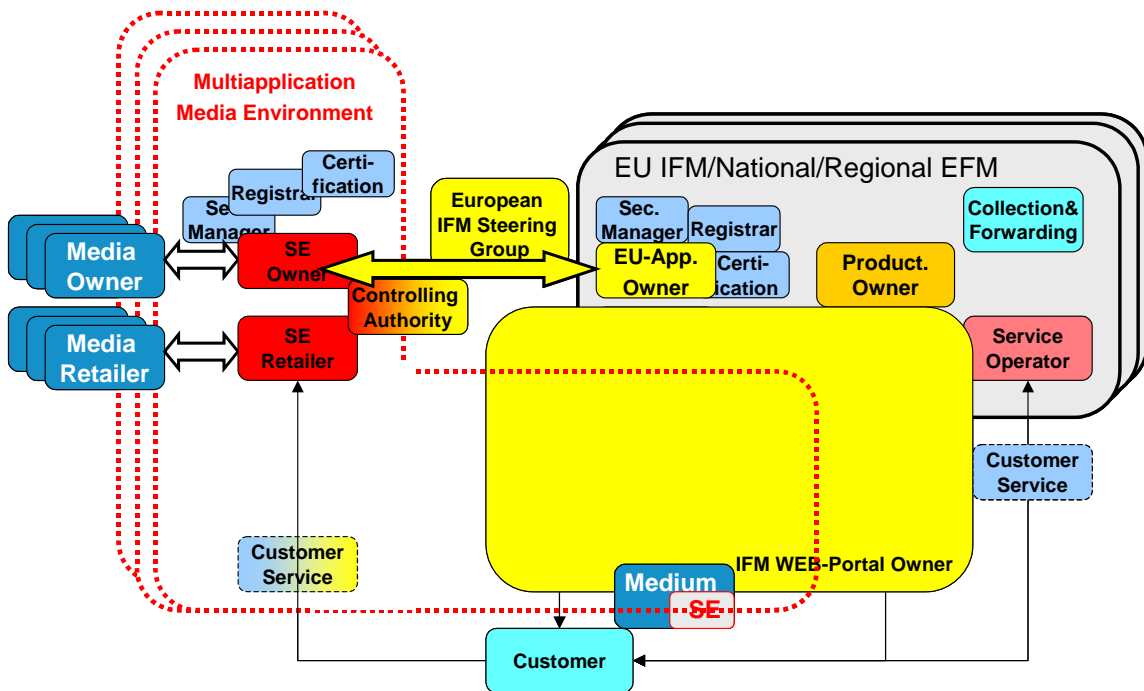 Multiapplication
Media Environment
Certi-
fication
Registrar
Sec.
Manager
Media
Owner
SE
Owner
Controlling
Authority
Media
Retailer
SE
Retailer
European
IFM Steering
Group
EU IFM/National/Regional EFM
Sec.
Manager
Registrar
Certi-
fication
EU-App.
Owner
Product.
Owner
Collection&
Forwarding
Service
Operator
Customer
Service
Customer
Service
IFM WEB-Portal Owner
Medium
SE
Customer